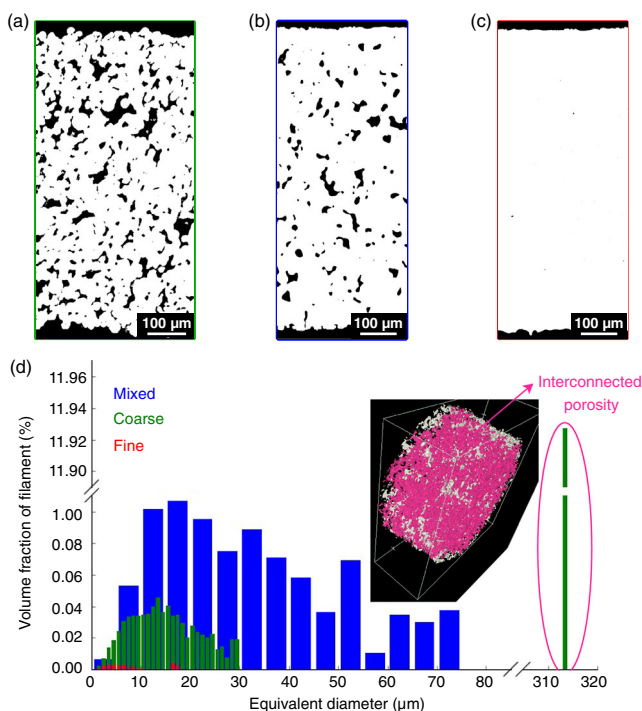 (a)
(b)
(c)
100 µm
100 µm
100 µm
(d)
11.96
11.94
11.92
11.90
1.00
0.08
0.06
0.04
0.02
0.00
Volume fraction of filament (%)
Mixed
Coarse
Fine
Interconnected
porosity
0 10 20 30 40 50 60 70 80 310 320
Equivalent diameter (µm)